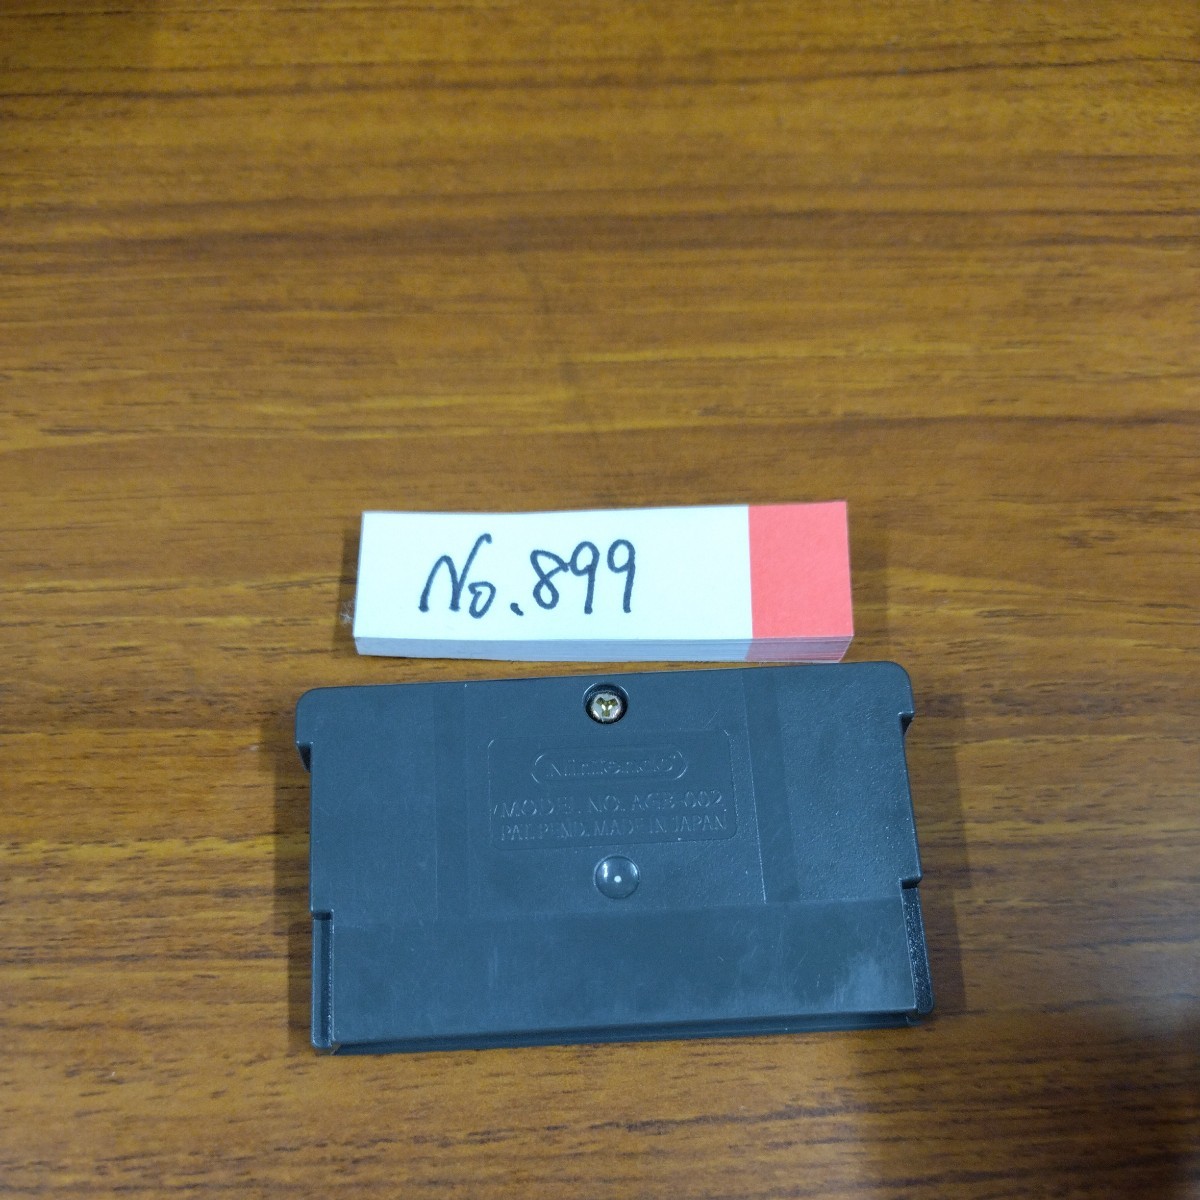 No.899
Nintendo
MODEL NO. AGB-002
PAT. PEND. MADE IN JAPAN